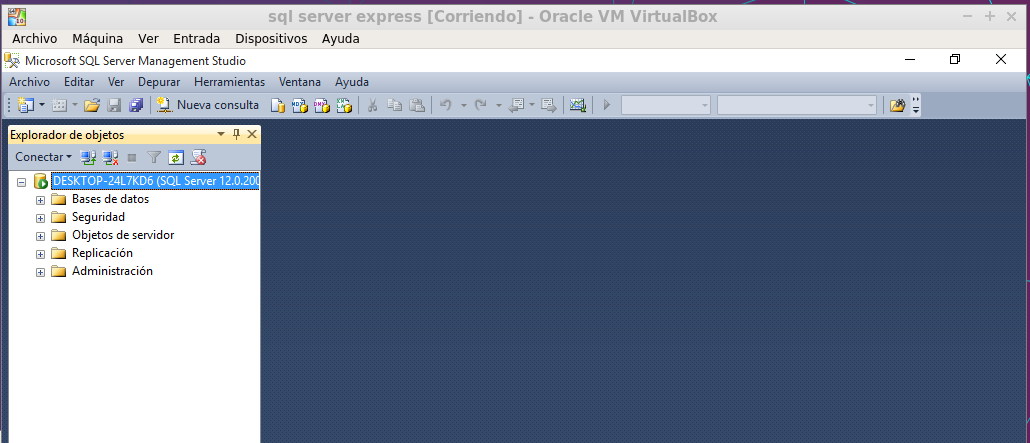 sql server express [Corriendo] - Oracle VM VirtualBox
Archivo Máquina Ver Entrada Dispositivos Ayuda
Microsoft SQL Server Management Studio
Archivo Editar Ver Depurar Herramientas Ventana Ayuda
Nueva consulta
Explorador de objetos
Conectar
DESKTOP-24L7KD6 (SQL Server 12.0.200
Bases de datos
Seguridad
Objetos de servidor
Replicación
Administración